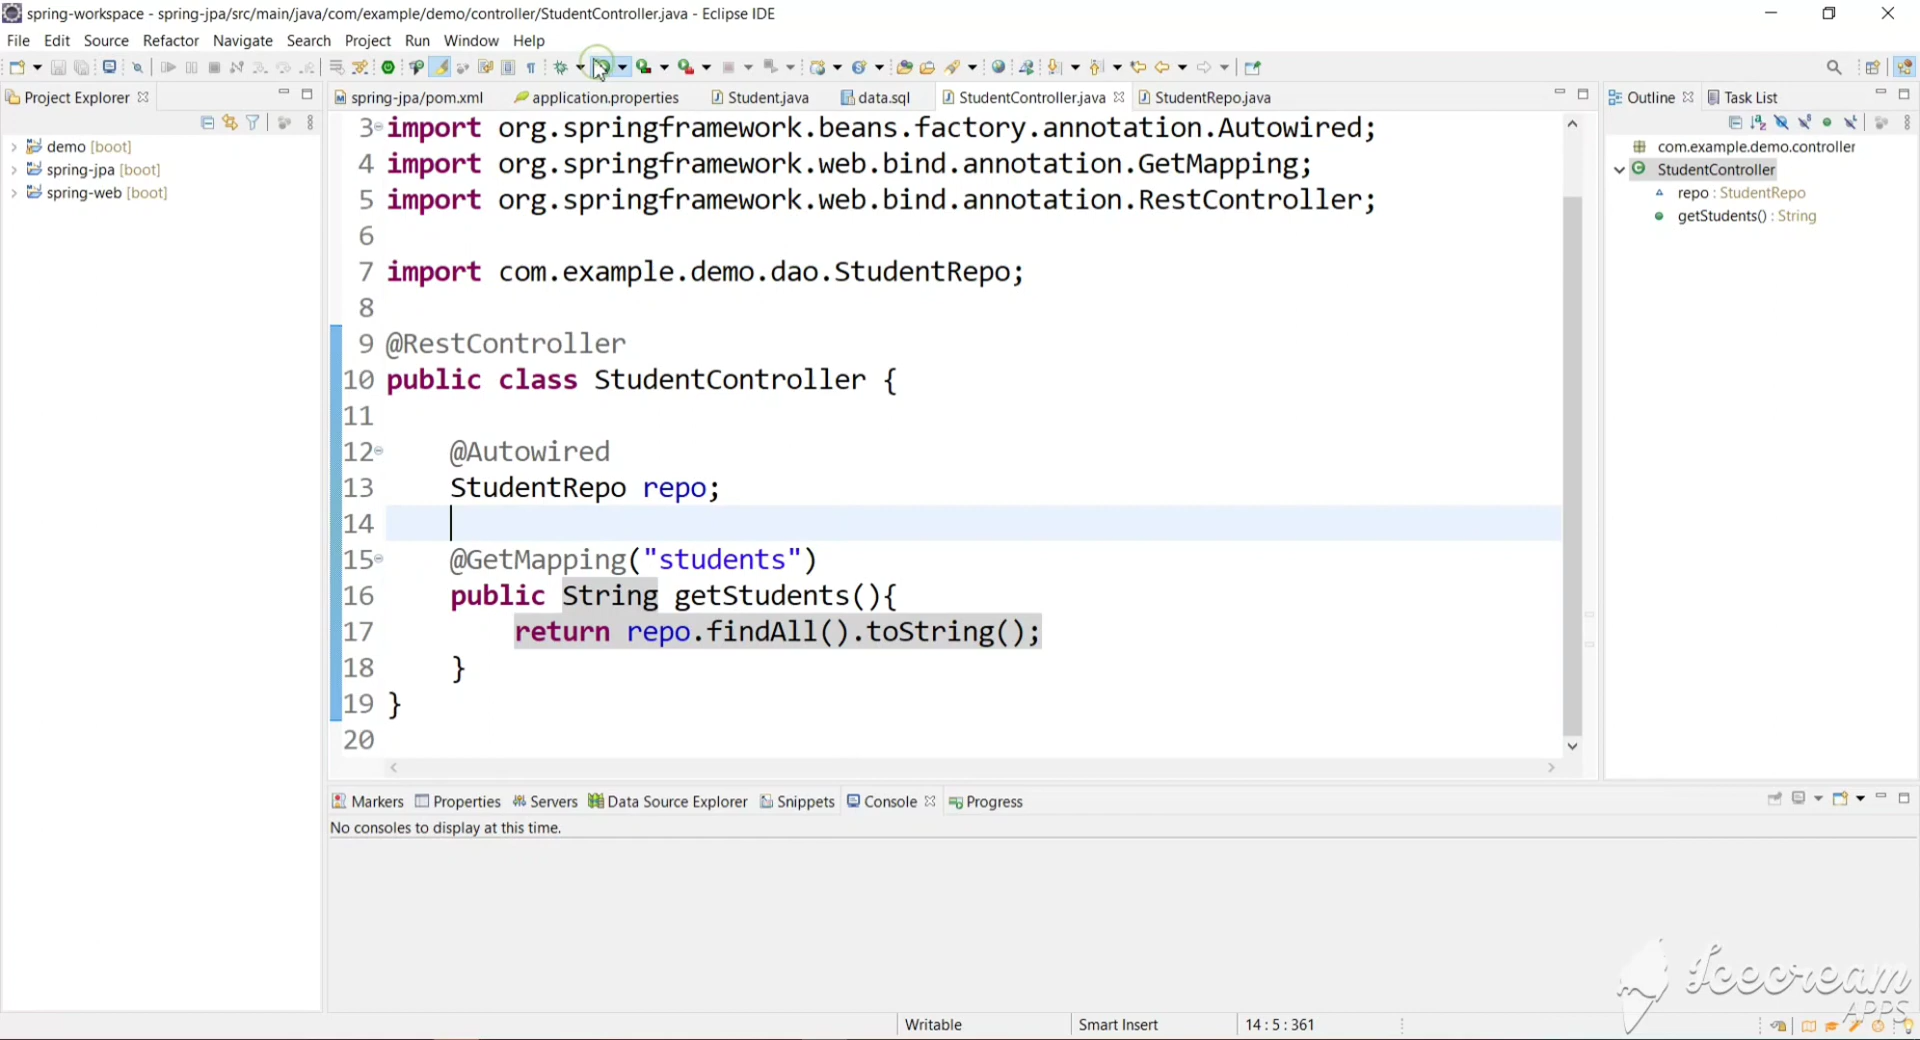 spring-workspace - spring-jpa/src/main/java/com/example/demo/controller/StudentController.java - Eclipse IDE
File Edit Source Refactor Navigate Search Project Run Window Help
Project Explorer
spring-jpa/pom.xml application.properties Student.java data.sql StudentController.java StudentRepo.java
Outline Task List
demo [boot]
spring-jpa [boot]
spring-web [boot]
3 import org.springframework.beans.factory.annotation.Autowired;
4 import org.springframework.web.bind.annotation.GetMapping;
5 import org.springframework.web.bind.annotation.RestController;
6
7 import com.example.demo.dao.StudentRepo;
8
9 @RestController
10 public class StudentController {
11
12 @Autowired
13 StudentRepo repo;
14
15 @GetMapping("students")
16 public String getStudents(){
17 return repo.findAll().toString();
18 }
19 }
20
com.example.demo.controller
StudentController
repo : StudentRepo
getStudents() : String
Markers Properties Servers Data Source Explorer Snippets Console Progress
No consoles to display at this time.
Icecream
APPS
Writable Smart Insert 14 : 5 : 361